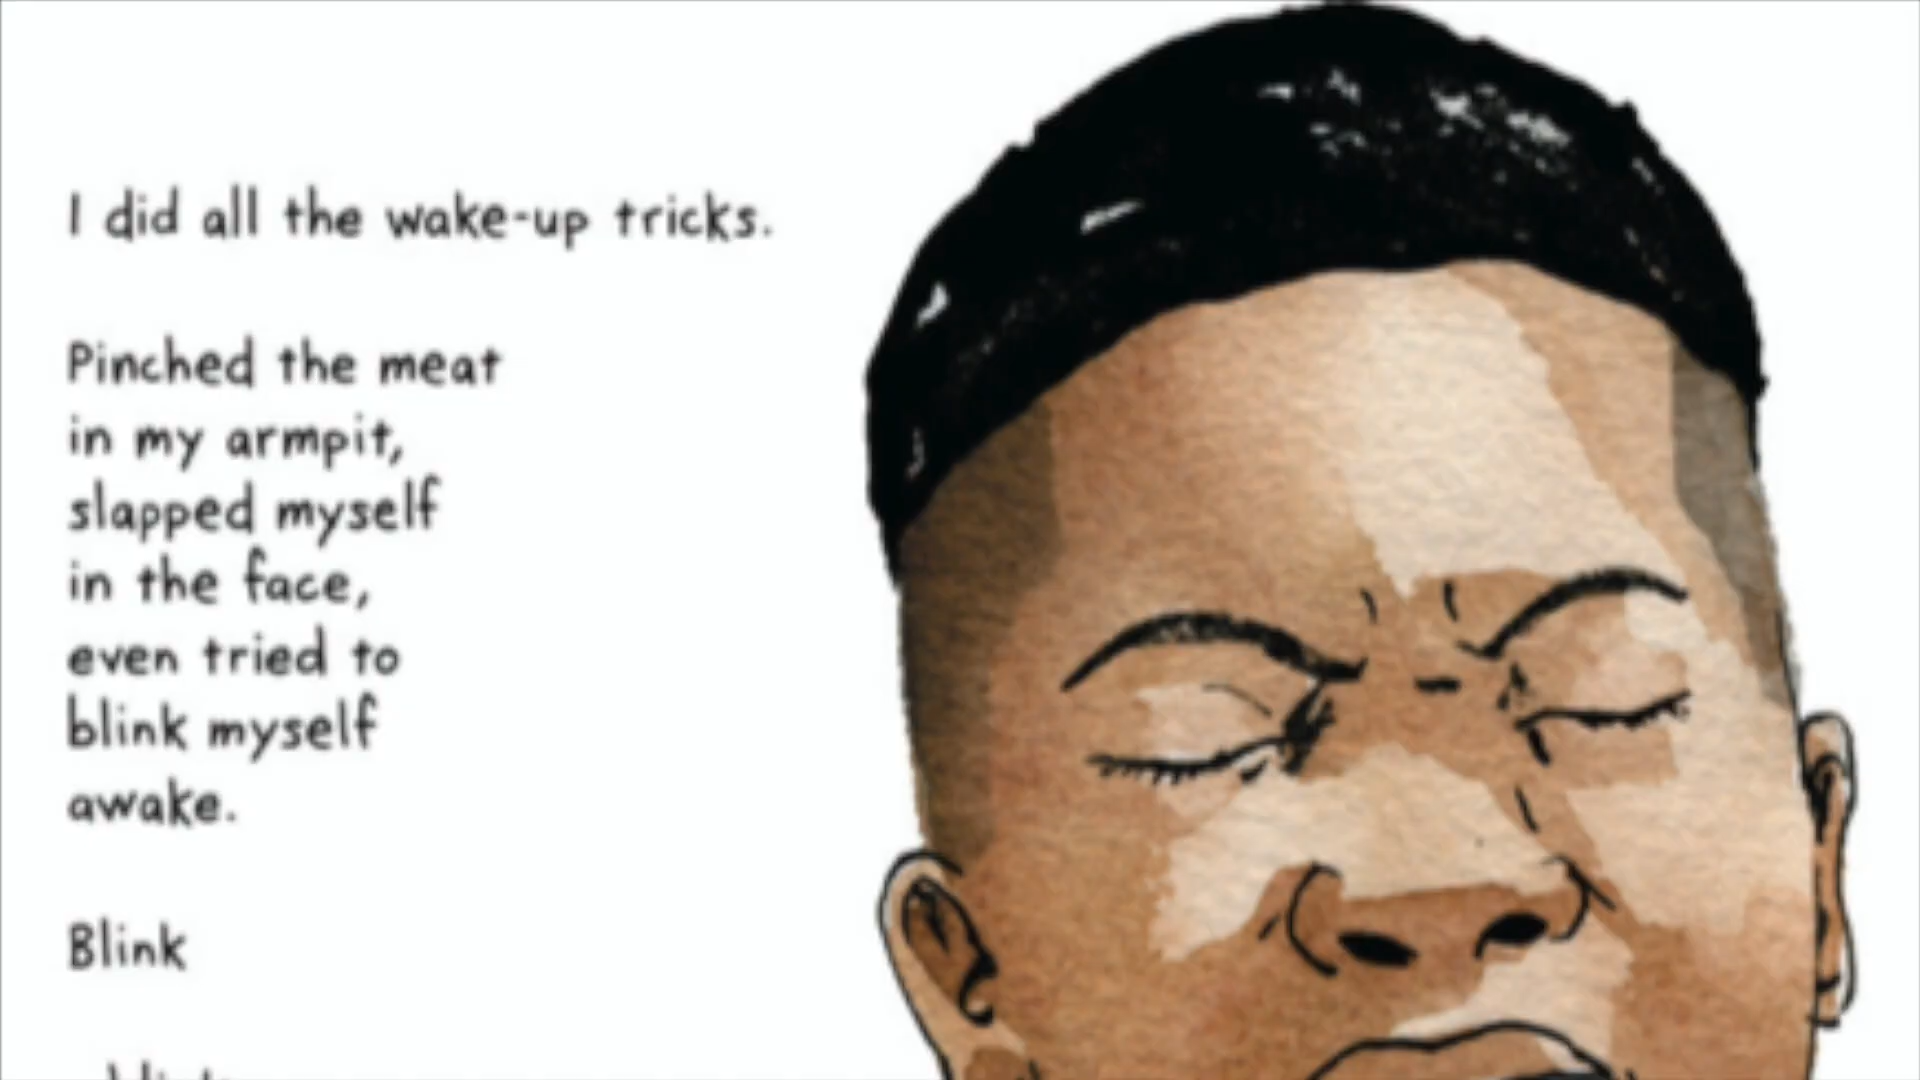 I did all the wake-up tricks.
Pinched the meat
in my armpit,
slapped myself
in the face,
even tried to
blink myself
awake.
Blink